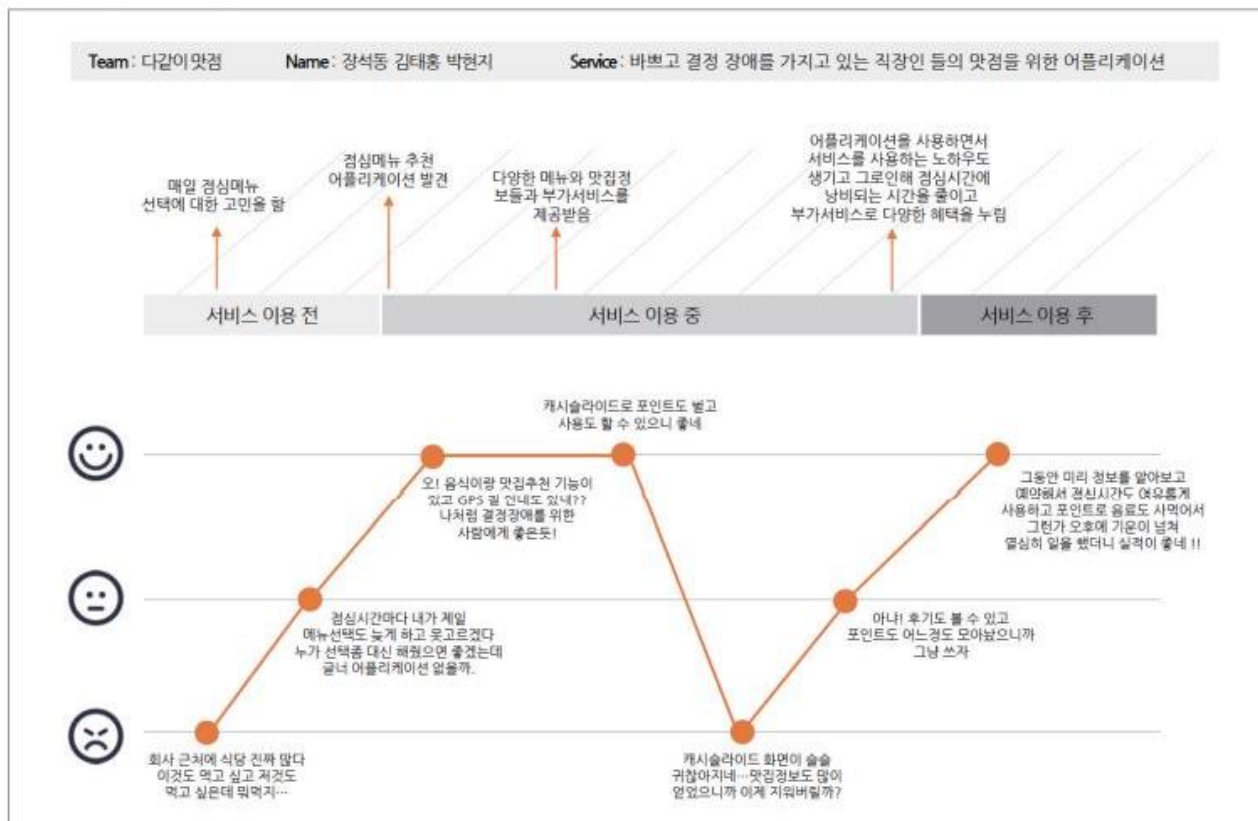 Team : 다같이 맛점 Name : 장석동 김태홍 박현지 Service : 바쁘고 결정 장애를 가지고 있는 직장인 들의 맛점을 위한 어플리케이션
매일 점심메뉴
선택에 대한 고민을 함
점심메뉴 추천
어플리케이션 발견
다양한 메뉴와 맛집정
보들과 부가서비스를
제공받음
어플리케이션을 사용하면서
서비스를 사용하는 노하우도
생기고 그로인해 점심시간에
낭비되는 시간을 줄이고
부가서비스로 다양한 혜택을 누림
서비스 이용 전
서비스 이용 중
서비스 이용 후
캐시슬라이드로 포인트도 벌고
사용도 할 수 있으니 좋네
오! 음식이랑 맛집추천 기능이
있고 GPS 길 안내도 있네??
나처럼 결정장애를 위한
사람에게 좋은듯!
그동안 미리 정보를 알아보고
예약해서 점심시간도 여유롭게
사용하고 포인트로 음료도 사먹어서
그런가 오후에 기운이 넘쳐
열심히 일을 했더니 실적이 좋네 !!
점심시간마다 내가 제일
메뉴선택도 늦게 하고 못고르겠다
누가 선택좀 대신 해줬으면 좋겠는데
글너 어플리케이션 없을까.
아냐! 후기도 볼 수 있고
포인트도 어느정도 모아놨으니까
그냥 쓰자
회사 근처에 식당 진짜 많다
이것도 먹고 싶고 저것도
먹고 싶은데 뭐먹지…
캐시슬라이드 화면이 슬슬
귀찮아지네…맛집정보도 많이
얻었으니까 이제 지워버릴까?